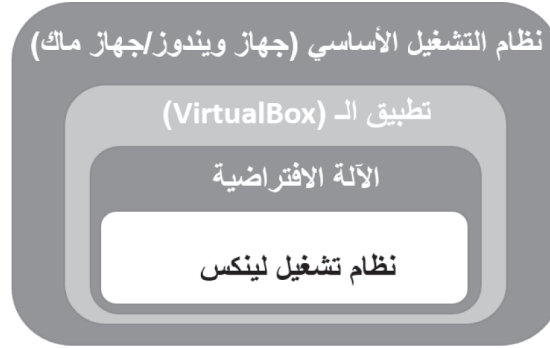 نظام التشغيل الأساسي (جهاز ويندوز/جهاز ماك)
تطبيق الـ (VirtualBox)
الآلة الافتراضية
نظام تشغيل لينكس